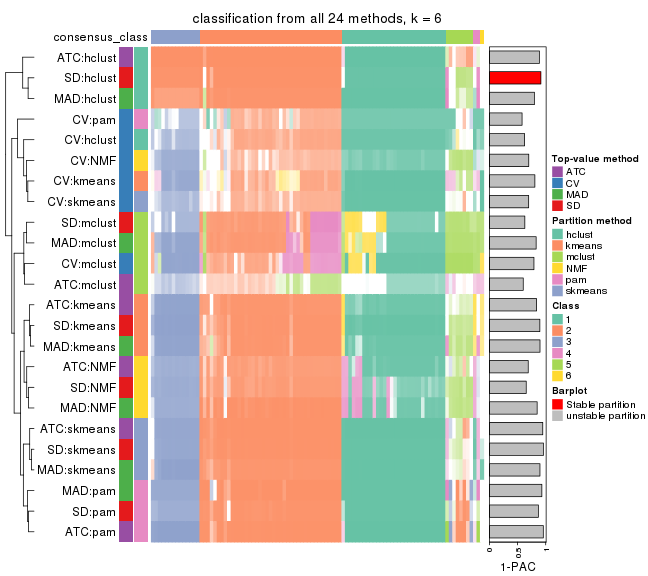 classification from all 24 methods, k = 6
consensus_class
ATC:hclust
SD:hclust
MAD:hclust
CV:pam
CV:hclust
CV:NMF
CV:kmeans
CV:skmeans
SD:mclust
MAD:mclust
CV:mclust
ATC:mclust
ATC:kmeans
SD:kmeans
MAD:kmeans
ATC:NMF
SD:NMF
MAD:NMF
ATC:skmeans
SD:skmeans
MAD:skmeans
MAD:pam
SD:pam
ATC:pam
0
0.5
1
1-PAC
Top-value method
ATC
CV
MAD
SD
Partition method
hclust
kmeans
mclust
NMF
pam
skmeans
Class
1
2
3
4
5
6
Barplot
Stable partition
unstable partition